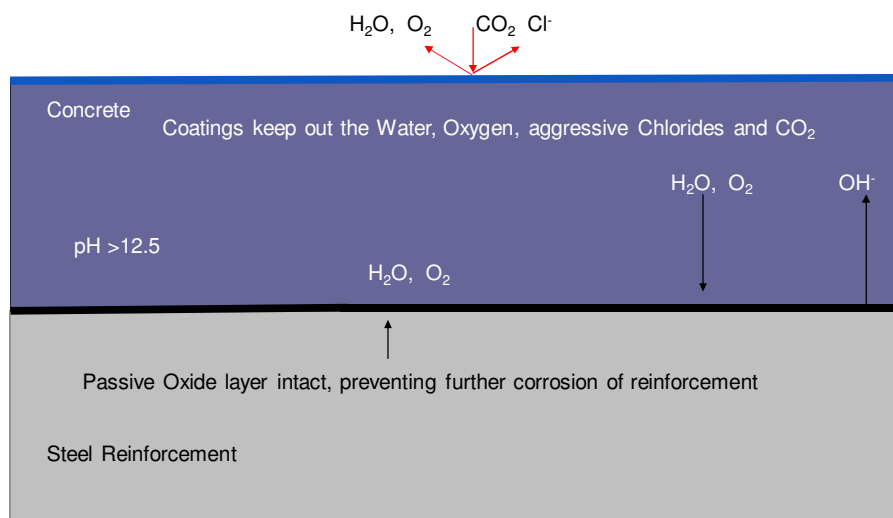 H₂O, O₂ CO₂ Cl⁻
Concrete
Coatings keep out the Water, Oxygen, aggressive Chlorides and CO₂
H₂O, O₂ OH⁻
pH >12.5
H₂O, O₂
Passive Oxide layer intact, preventing further corrosion of reinforcement
Steel Reinforcement